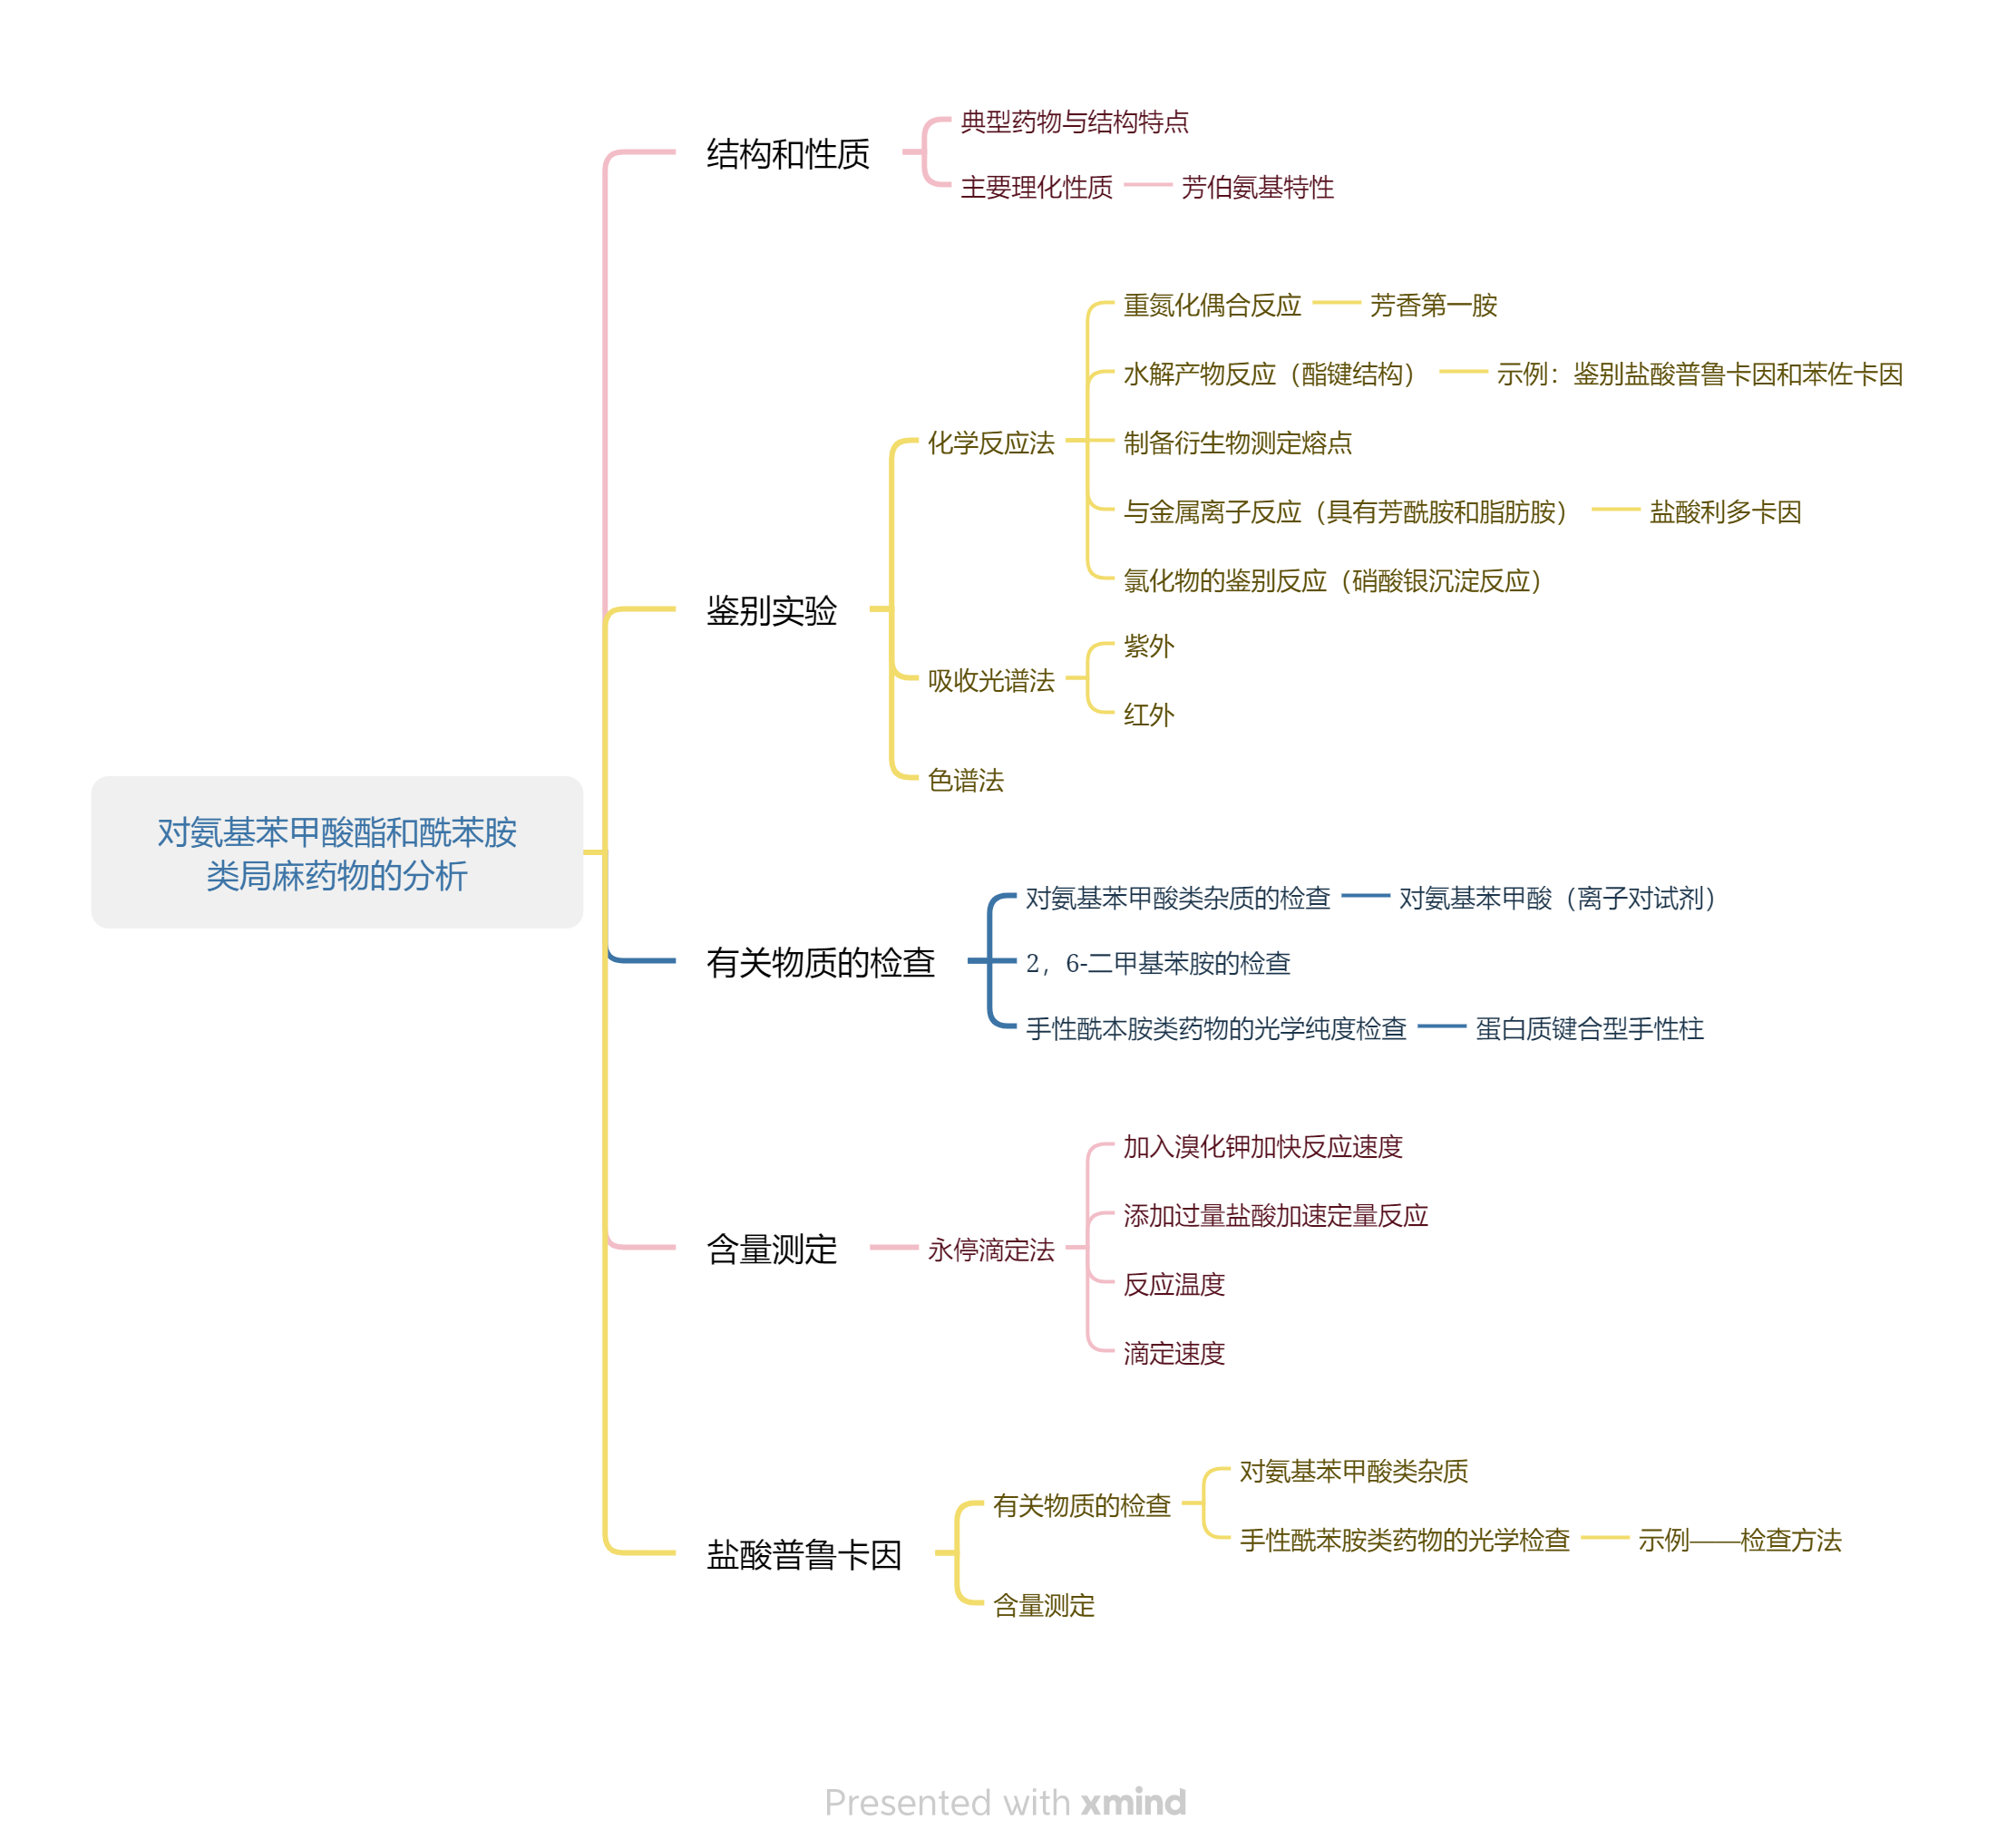 对氨基苯甲酸酯和酰苯胺
类局麻药物的分析
结构和性质
典型药物与结构特点
主要理化性质
芳伯氨基特性
鉴别实验
化学反应法
重氮化偶合反应
芳香第一胺
水解产物反应（酯键结构）
示例：鉴别盐酸普鲁卡因和苯佐卡因
制备衍生物测定熔点
与金属离子反应（具有芳酰胺和脂肪胺）
盐酸利多卡因
氯化物的鉴别反应（硝酸银沉淀反应）
吸收光谱法
紫外
红外
色谱法
有关物质的检查
对氨基苯甲酸类杂质的检查
对氨基苯甲酸（离子对试剂）
2，6-二甲基苯胺的检查
手性酰本胺类药物的光学纯度检查
蛋白质键合型手性柱
含量测定
永停滴定法
加入溴化钾加快反应速度
添加过量盐酸加速定量反应
反应温度
滴定速度
盐酸普鲁卡因
有关物质的检查
对氨基苯甲酸类杂质
手性酰苯胺类药物的光学检查
示例——检查方法
含量测定
Presented with xmind